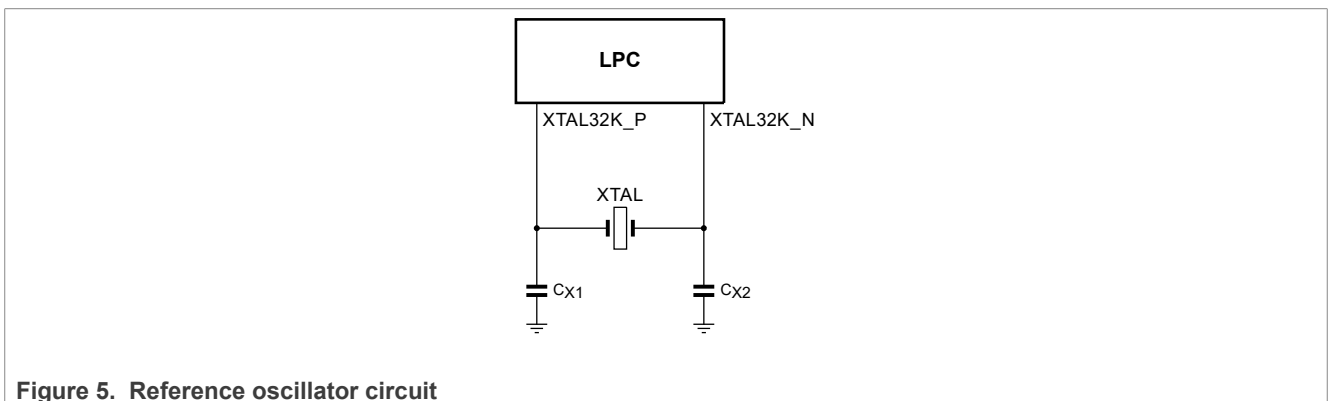 LPC
XTAL32K_P
XTAL32K_N
XTAL
CX1
CX2
Figure 5. Reference oscillator circuit